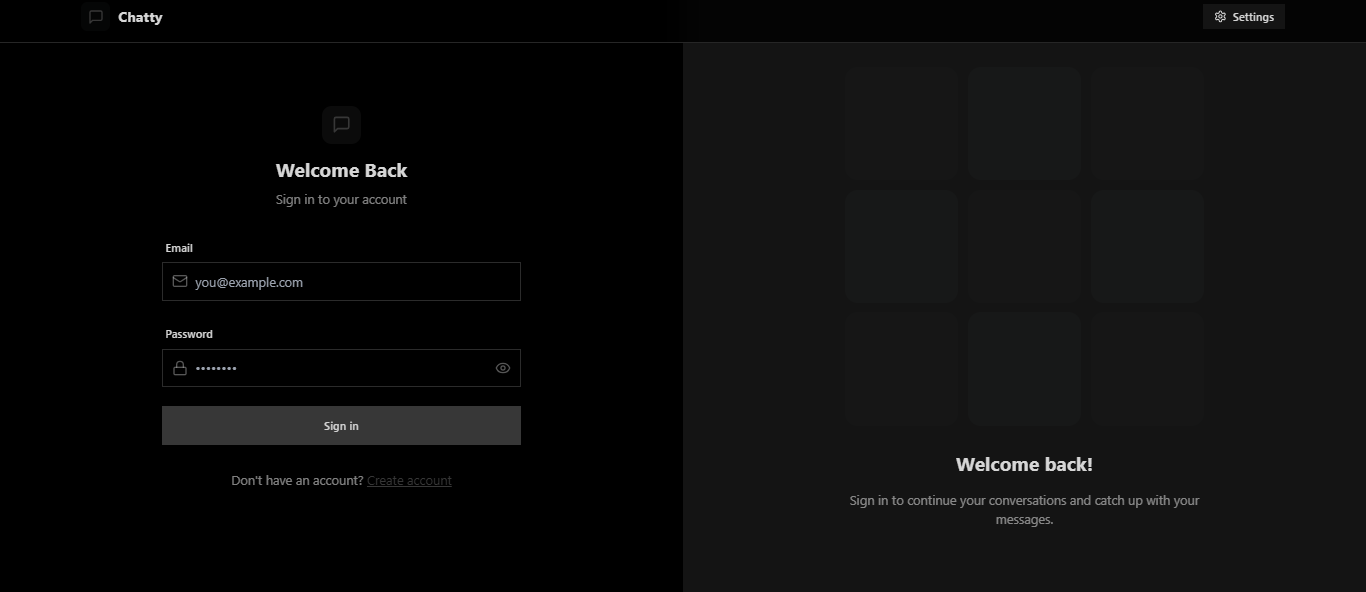 Chatty
Settings
Welcome Back
Sign in to your account
Email
you@example.com
Password
••••••••
Sign in
Don't have an account? Create account
Welcome back!
Sign in to continue your conversations and catch up with your
messages.